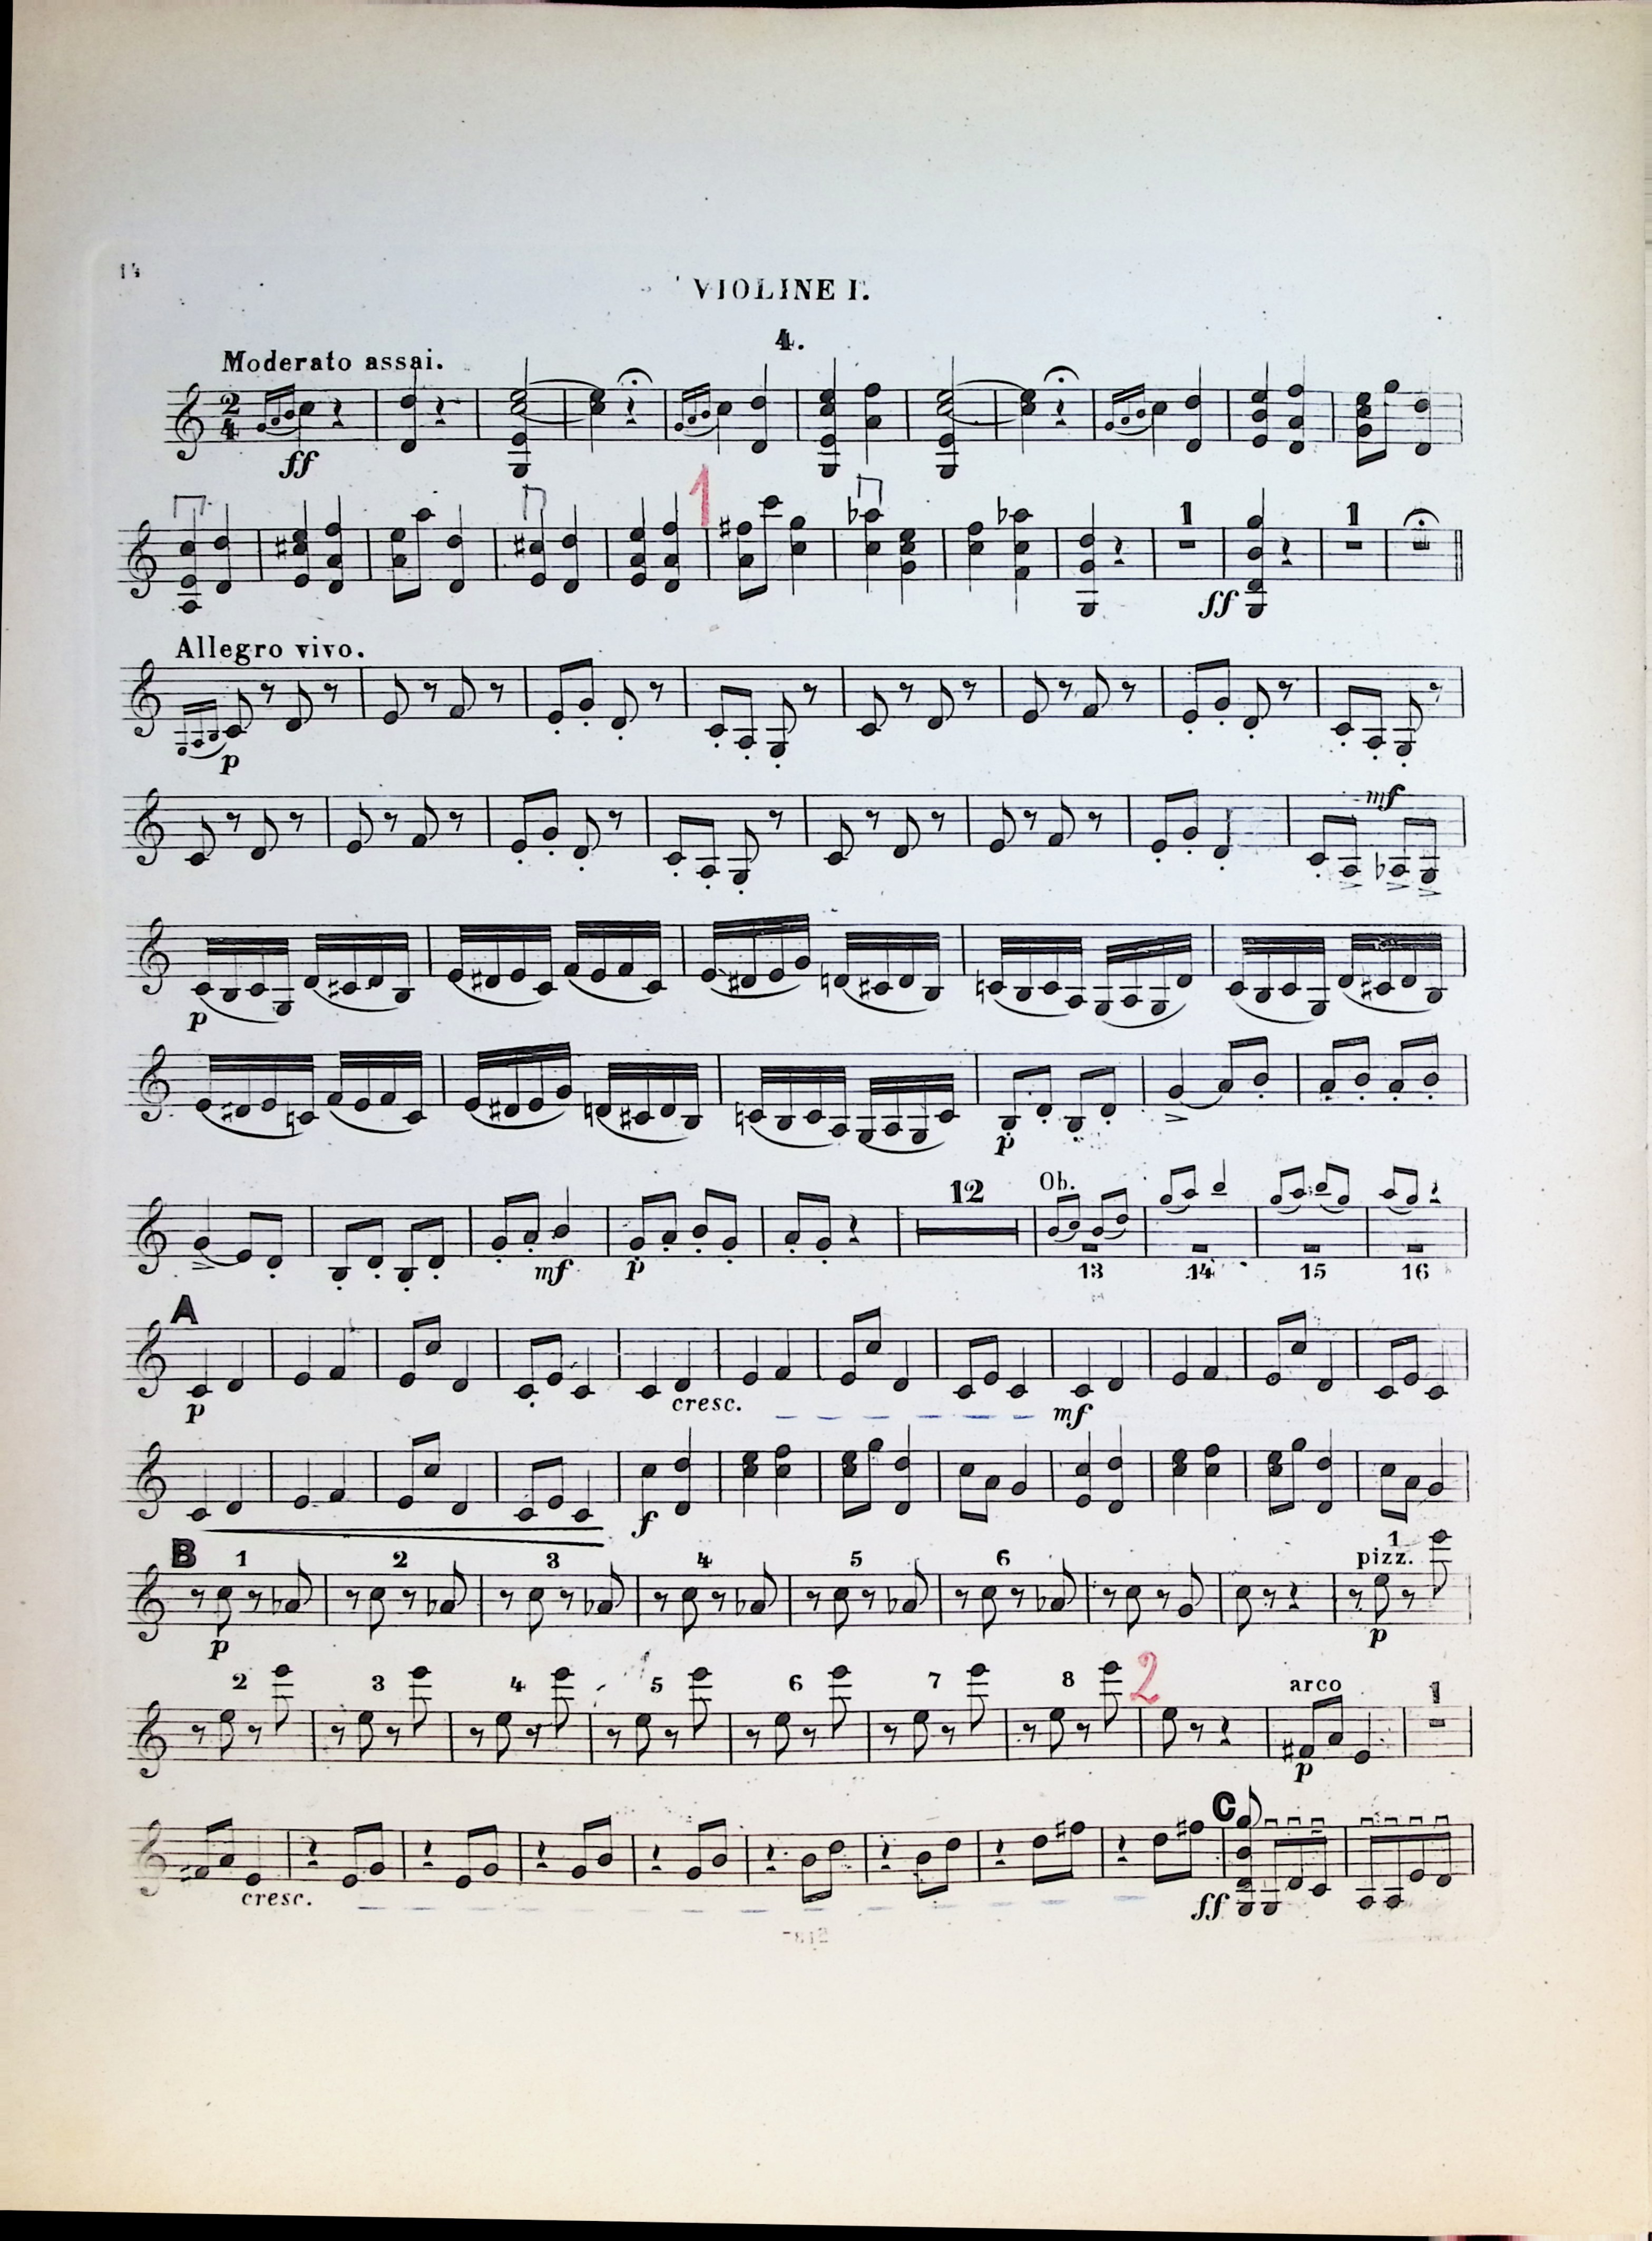 14
VIOLINE I.
4.
Moderato assai.
2
4
ff
1
1
1
ff
Allegro vivo.
p
mf
p
p
12
Ob.
mf
p
13 14 15 16
A
p
cresc.
mf
f
B 1 2 3 4 5 6
1
pizz.
p
p
2 3 4 5 6 7 8
2
arco
1
p
C
cresc.
ff